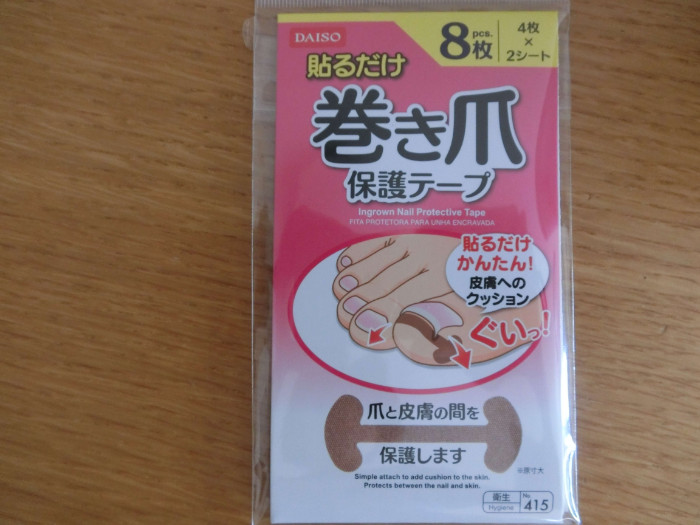 DAISO
8 pcs.枚
4枚
×
2シート
貼るだけ
巻き爪
保護テープ
Ingrown Nail Protective Tape
FITA PROTETORA PARA UNHA ENCRAVADA
貼るだけ
かんたん!
皮膚への
クッション
ぐいっ!
爪と皮膚の間を
保護します
※原寸大
Simple attach to add cushion to the skin.
Protects between the nail and skin.
衛生
Hygiene
No.
415